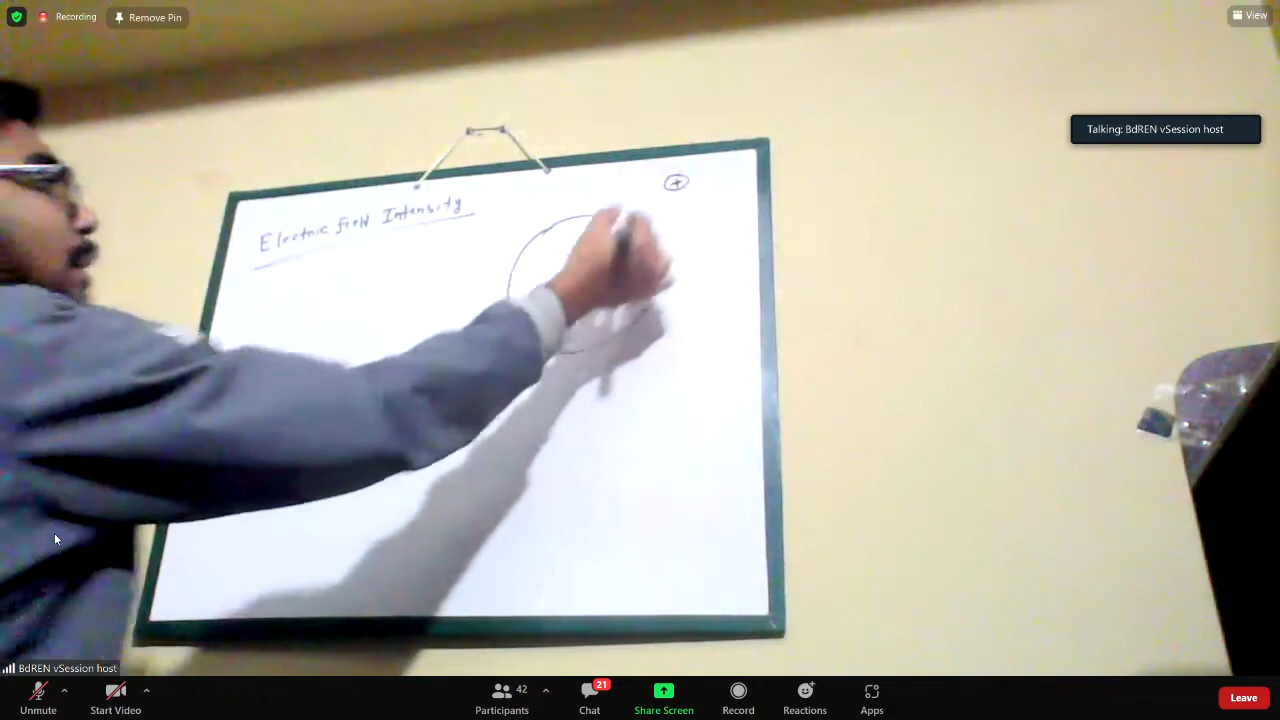 Recording
Remove Pin
View
Talking: BdREN vSession host
Electric field Intensity
+
BdREN vSession host
Unmute
Start Video
42
Participants
21
Chat
Share Screen
Record
Reactions
Apps
Leave